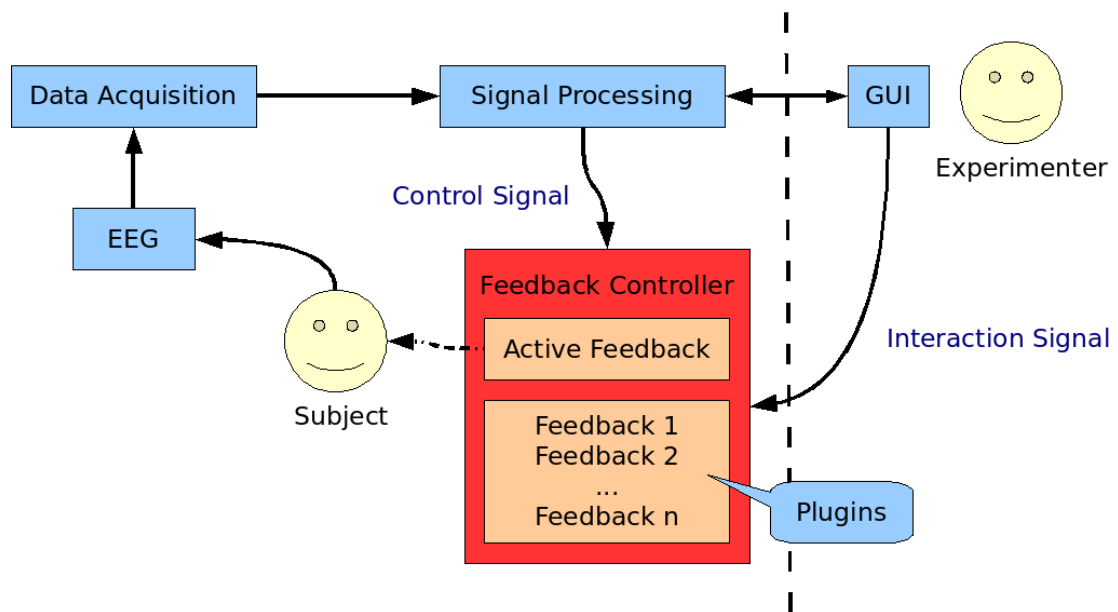 Data Acquisition
Signal Processing
GUI
Experimenter
Control Signal
EEG
Feedback Controller
Active Feedback
Interaction Signal
Subject
Feedback 1
Feedback 2
...
Feedback n
Plugins